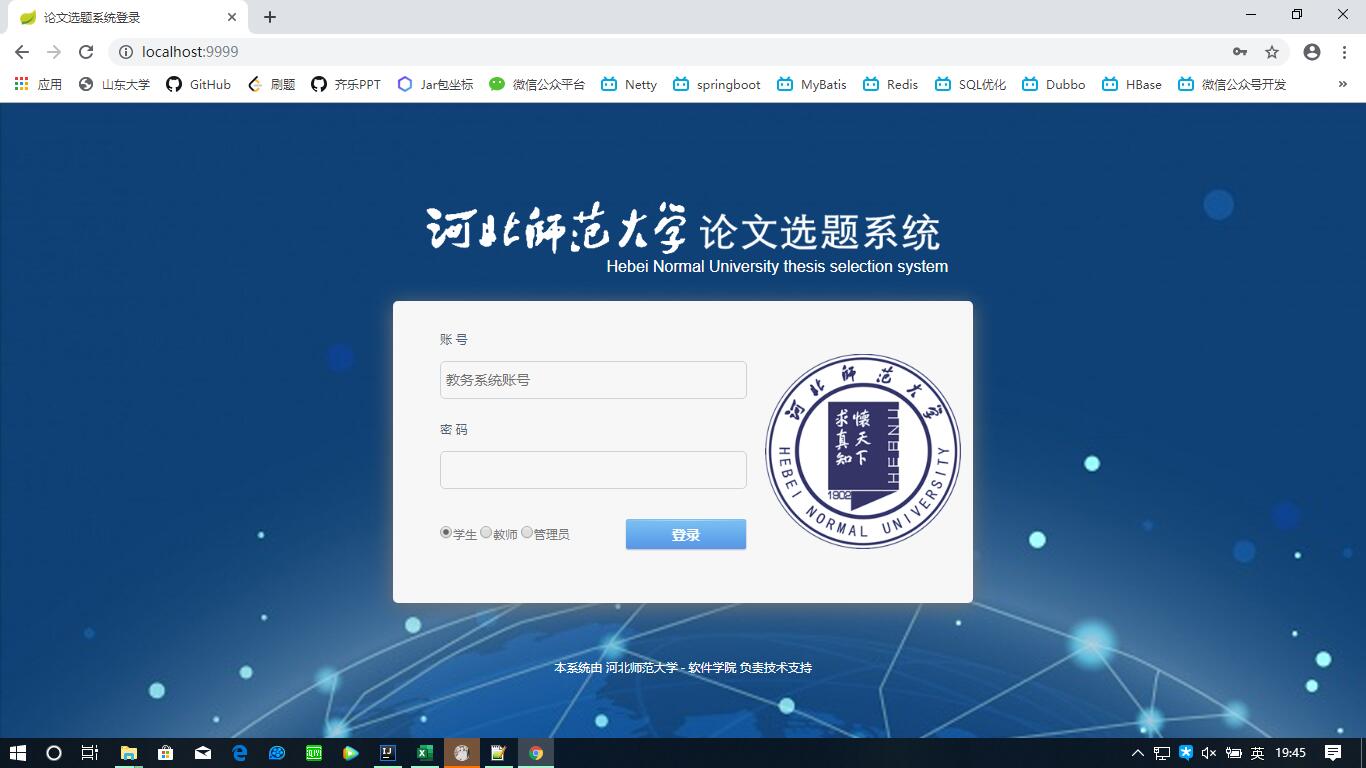 论文选题系统登录
localhost:9999
应用 山东大学 GitHub 刷题 齐乐PPT Jar包坐标 微信公众平台 Netty springboot MyBatis Redis SQL优化 Dubbo HBase 微信公众号开发 »
河北师范大学 论文选题系统
Hebei Normal University thesis selection system
账 号
教务系统账号
密 码
学生 教师 管理员 登录
河北师范大学
怀天下
求真知
HEBNU
1902
HEBEI NORMAL UNIVERSITY
本系统由 河北师范大学 - 软件学院 负责技术支持
英 19:45